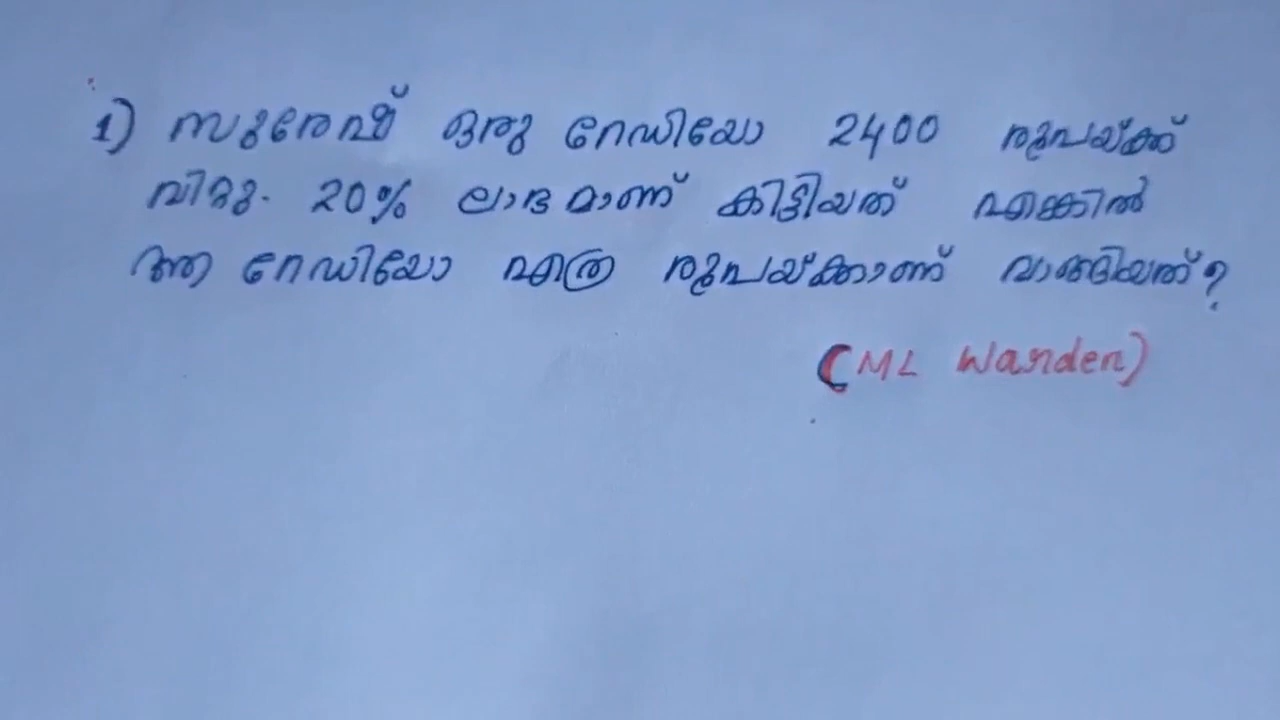 1) സുരേഷ് ഒരു റേഡിയോ 2400 രൂപയ്ക്ക്
വിറ്റു. 20% ലാഭമാണ് കിട്ടിയത് എങ്കിൽ
ആ റേഡിയോ എത്ര രൂപയ്ക്കാണ് വാങ്ങിയത്?
(ML Warden)